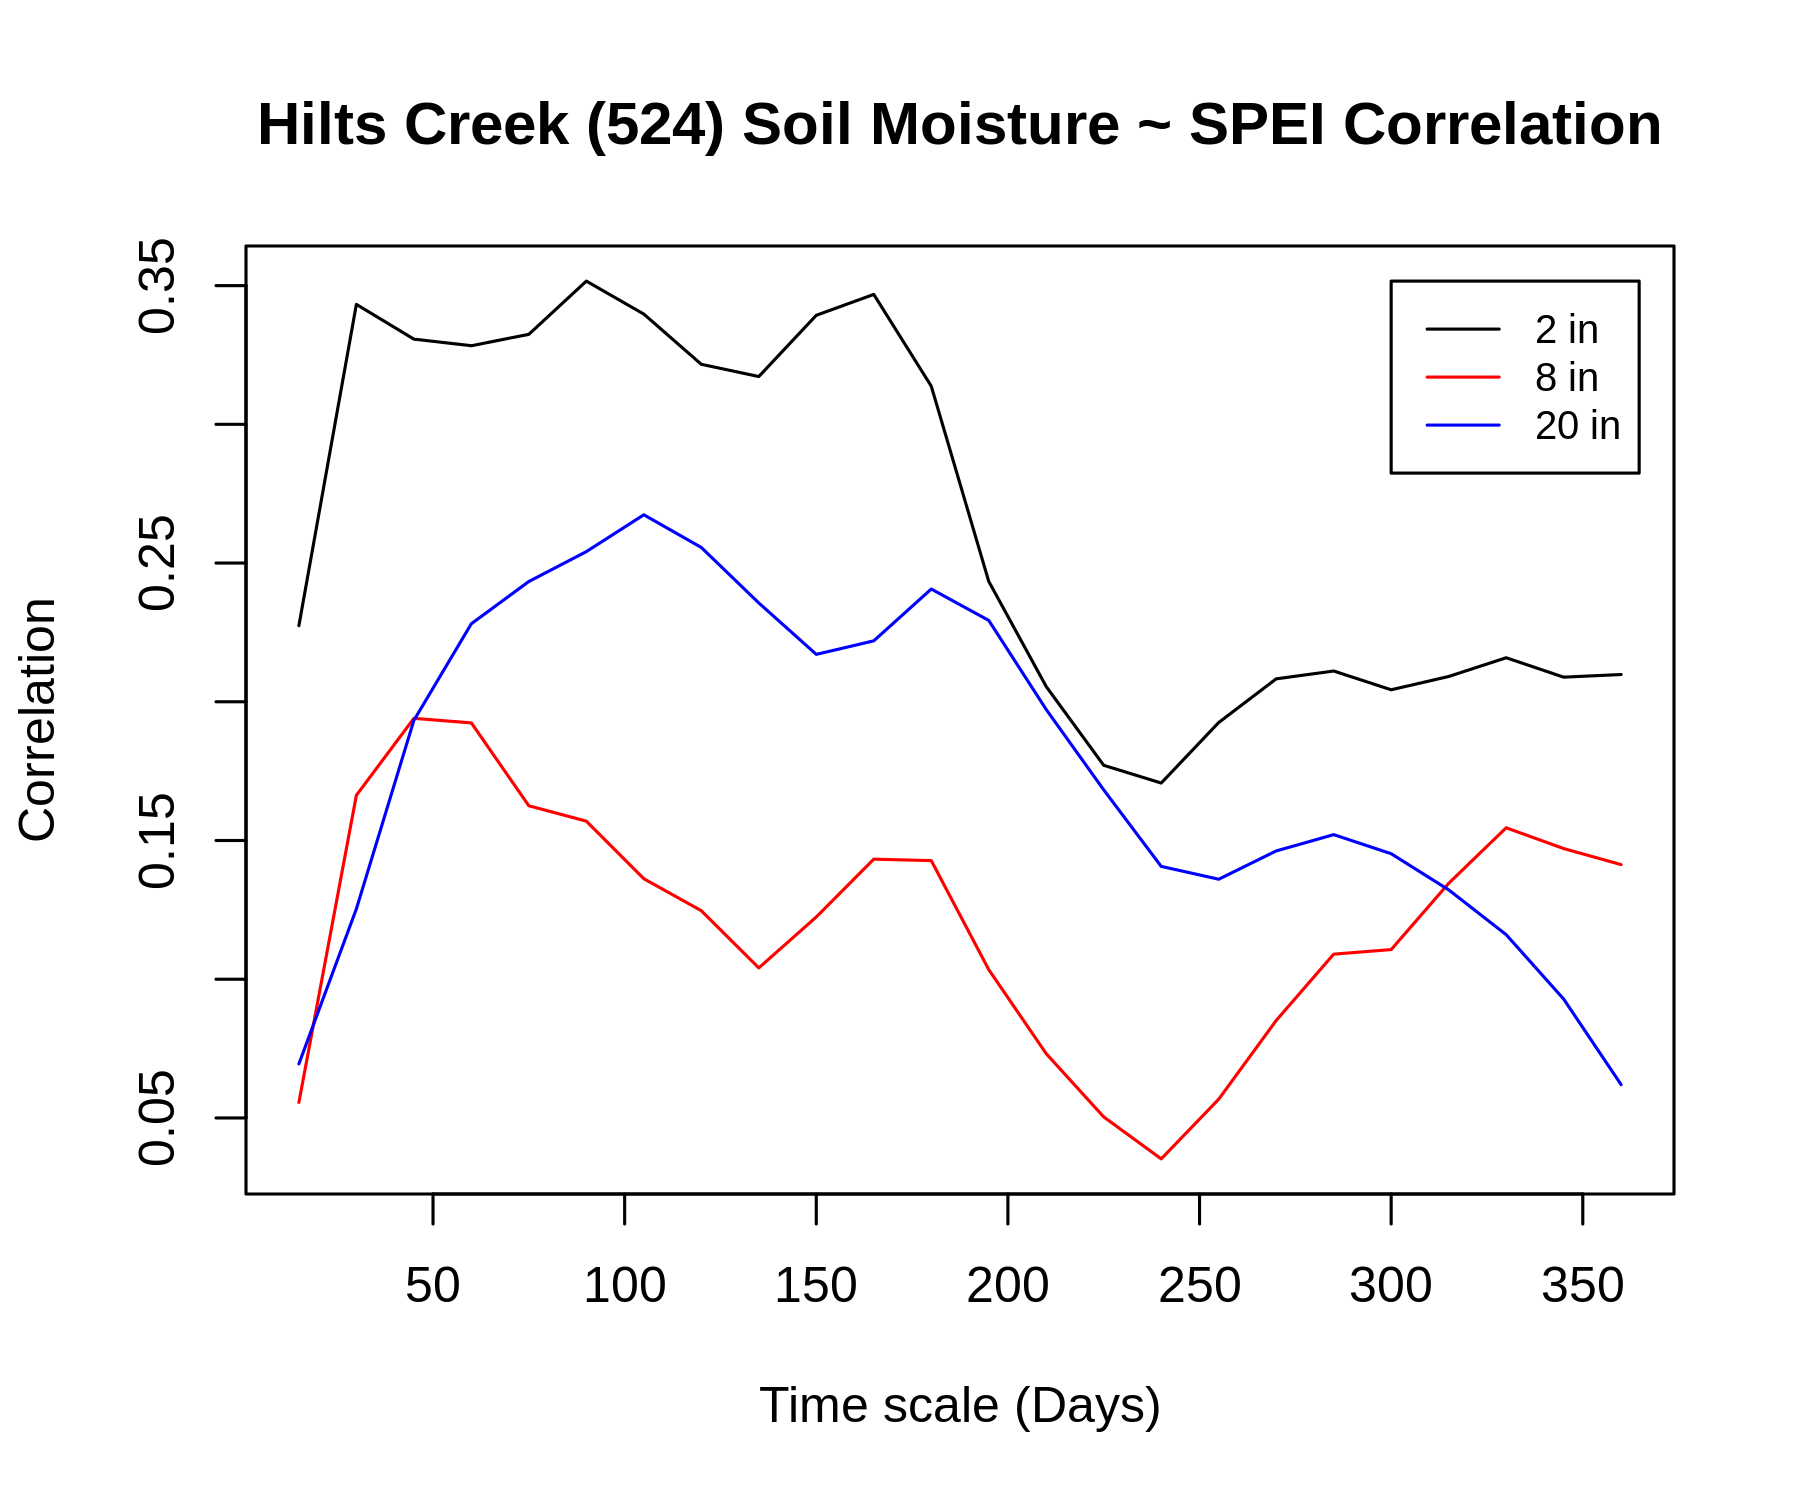 Hilts Creek (524) Soil Moisture ~ SPEI Correlation
0.35
0.25
0.15
0.05
Correlation
2 in
8 in
20 in
50 100 150 200 250 300 350
Time scale (Days)